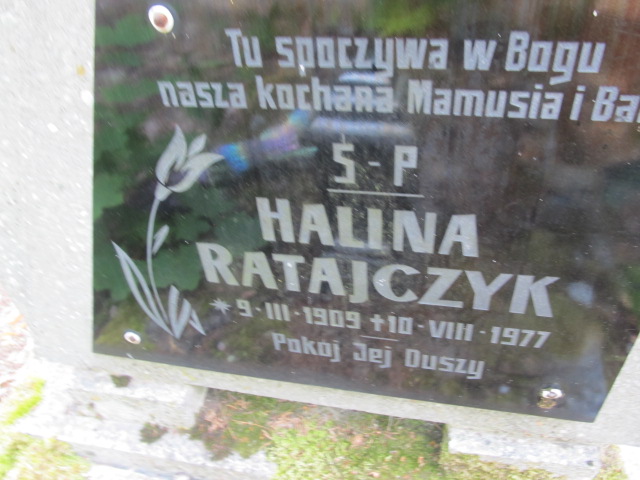 Tu spoczywa w Bogu
nasza kochana Mamusia i
Ś-P
HALINA
RATAJCZYK
* 9·III·1909 +10·VIII·1977
Pokój Jej Duszy